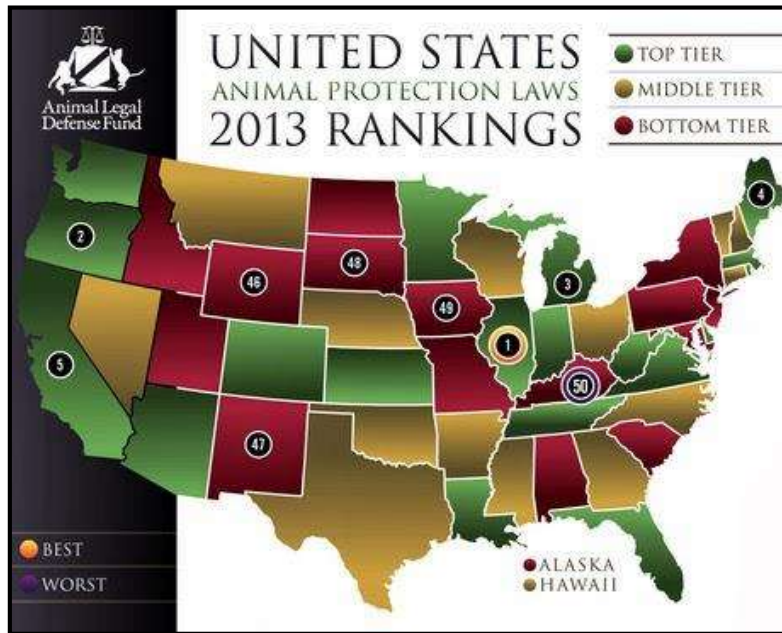 Animal Legal
Defense Fund
UNITED STATES
ANIMAL PROTECTION LAWS
2013 RANKINGS
TOP TIER
MIDDLE TIER
BOTTOM TIER
4
2
48
46
3
49
1
5
50
47
BEST
WORST
ALASKA
HAWAII